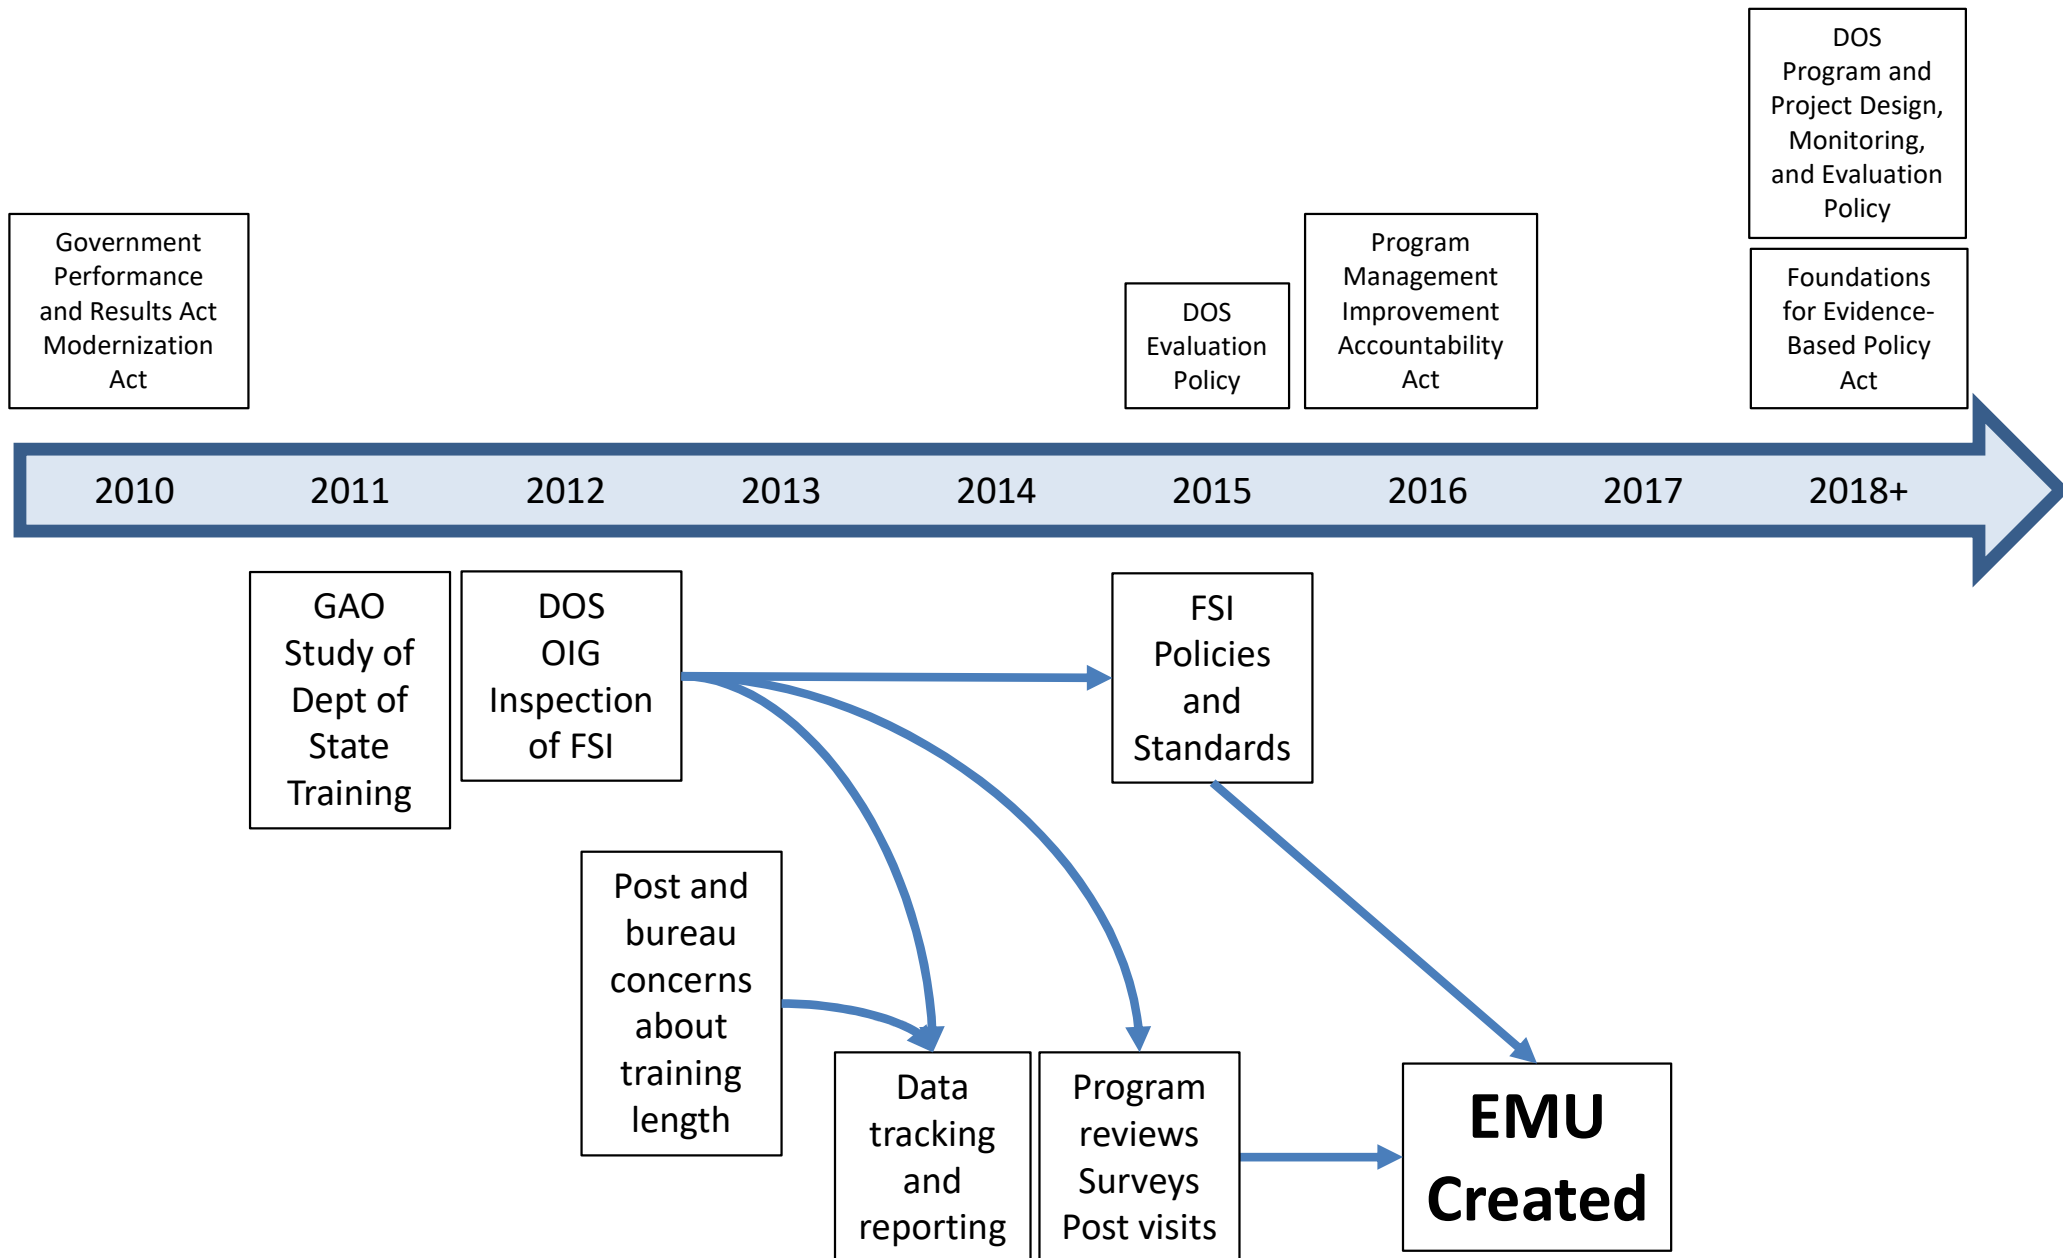 DOS
Program and
Project Design,
Monitoring,
and Evaluation
Policy
Government
Performance
and Results Act
Modernization
Act
DOS
Evaluation
Policy
Program
Management
Improvement
Accountability
Act
Foundations
for Evidence-
Based Policy
Act
2010
2011
2012
2013
2014
2015
2016
2017
2018+
GAO
Study of
Dept of
State
Training
DOS
OIG
Inspection
of FSI
FSI
Policies
and
Standards
Post and
bureau
concerns
about
training
length
Data
tracking
and
reporting
Program
reviews
Surveys
Post visits
EMU
Created